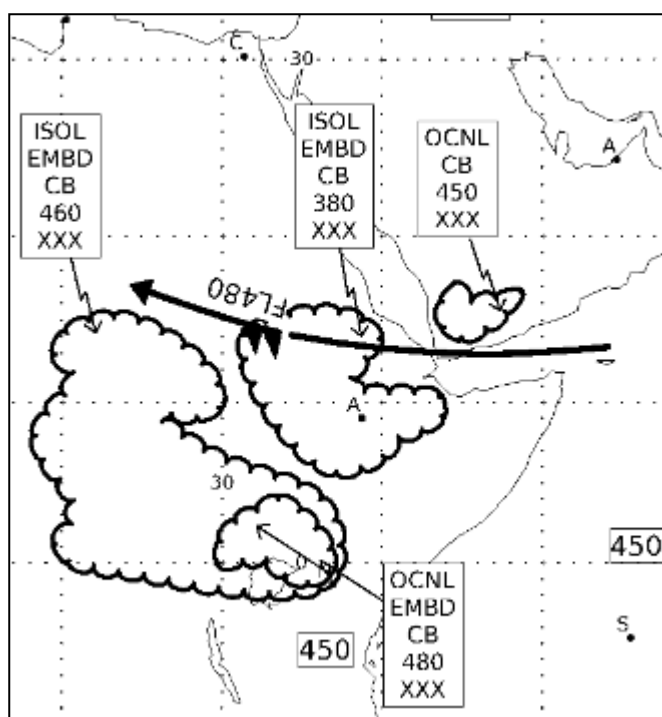 C
30
ISOL
EMBD
CB
460
XXX
ISOL
EMBD
CB
380
XXX
OCNL
CB
450
XXX
A
FL480
A
30
0
450
OCNL
EMBD
CB
480
XXX
450
S